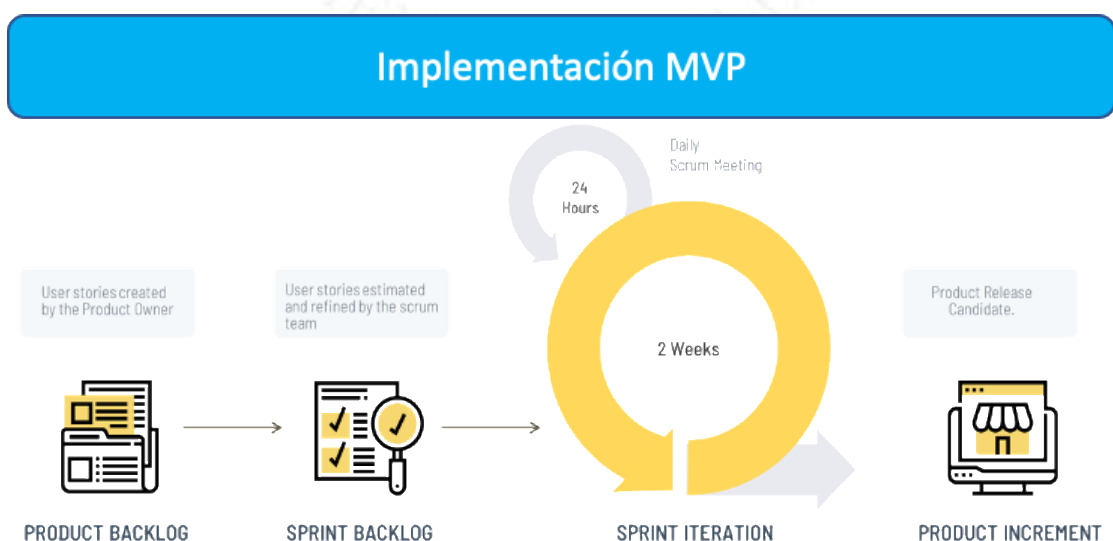 Implementación MVP
Daily
Scrum Meeting
24
Hours
User stories created
by the Product Owner
User stories estimated
and refined by the scrum
team
Product Release
Candidate.
2 Weeks
PRODUCT BACKLOG
SPRINT BACKLOG
SPRINT ITERATION
PRODUCT INCREMENT